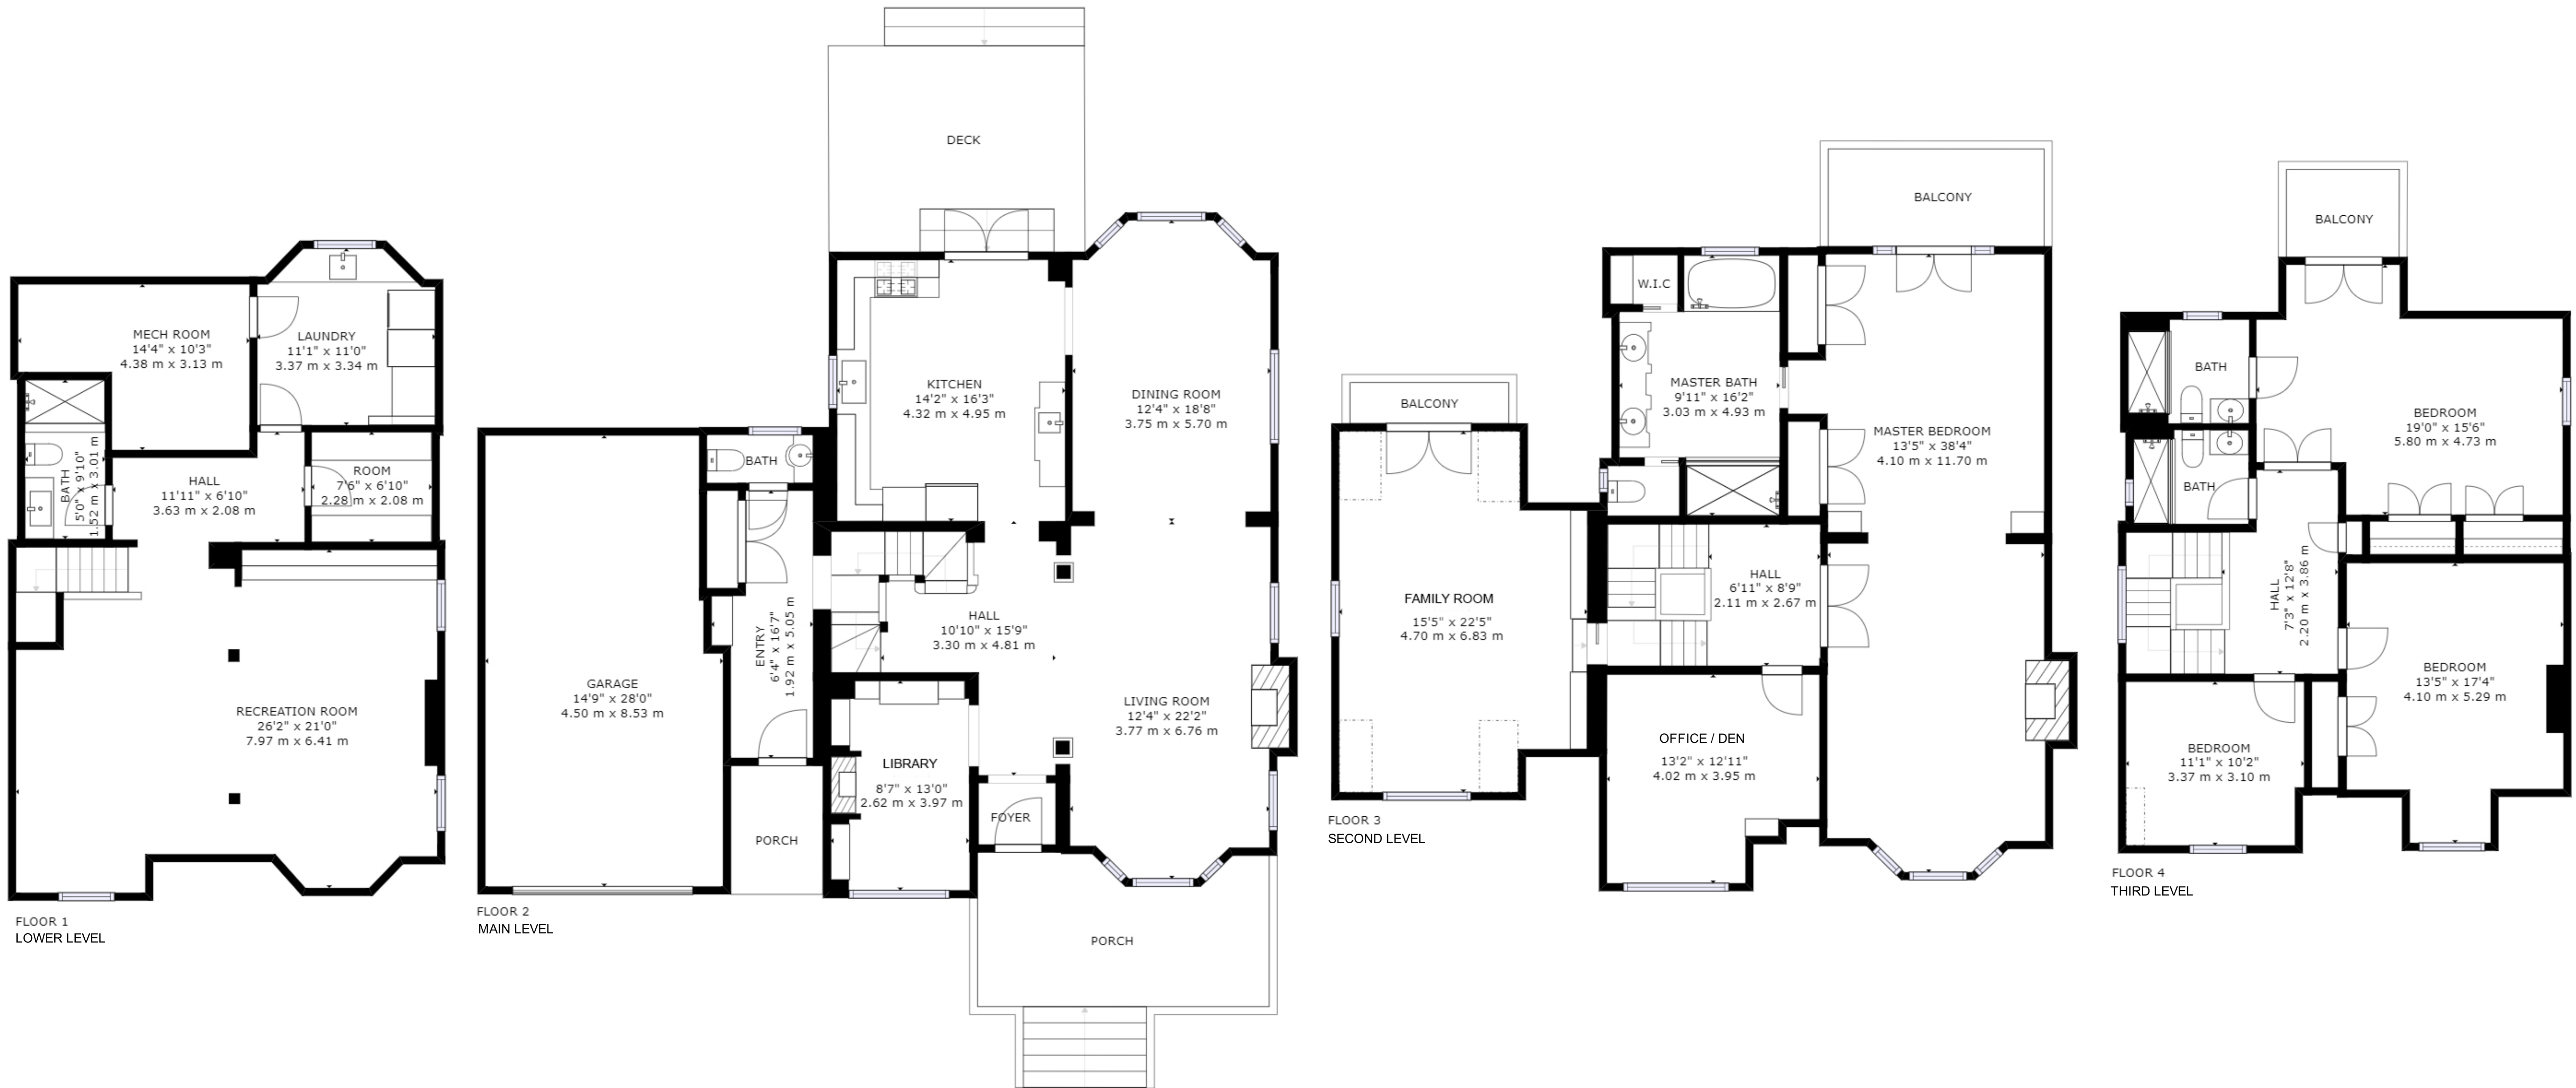 MECH ROOM
14'4" x 10'3"
4.38 m x 3.13 m
LAUNDRY
11'1" x 11'0"
3.37 m x 3.34 m
BATH
5'0" x 9'10"
1.52 m x 3.01 m
HALL
11'11" x 6'10"
3.63 m x 2.08 m
ROOM
7'6" x 6'10"
2.28 m x 2.08 m
RECREATION ROOM
26'2" x 21'0"
7.97 m x 6.41 m
FLOOR 1
LOWER LEVEL
DECK
KITCHEN
14'2" x 16'3"
4.32 m x 4.95 m
DINING ROOM
12'4" x 18'8"
3.75 m x 5.70 m
BATH
ENTRY
6'4" x 16'7"
1.92 m x 5.05 m
HALL
10'10" x 15'9"
3.30 m x 4.81 m
GARAGE
14'9" x 28'0"
4.50 m x 8.53 m
LIVING ROOM
12'4" x 22'2"
3.77 m x 6.76 m
LIBRARY
8'7" x 13'0"
2.62 m x 3.97 m
FOYER
PORCH
PORCH
FLOOR 2
MAIN LEVEL
BALCONY
W.I.C
MASTER BATH
9'11" x 16'2"
3.03 m x 4.93 m
BALCONY
MASTER BEDROOM
13'5" x 38'4"
4.10 m x 11.70 m
FAMILY ROOM
15'5" x 22'5"
4.70 m x 6.83 m
HALL
6'11" x 8'9"
2.11 m x 2.67 m
OFFICE / DEN
13'2" x 12'11"
4.02 m x 3.95 m
FLOOR 3
SECOND LEVEL
BALCONY
BATH
BEDROOM
19'0" x 15'6"
5.80 m x 4.73 m
BATH
HALL
7'3" x 12'8"
2.20 m x 3.86 m
BEDROOM
13'5" x 17'4"
4.10 m x 5.29 m
BEDROOM
11'1" x 10'2"
3.37 m x 3.10 m
FLOOR 4
THIRD LEVEL